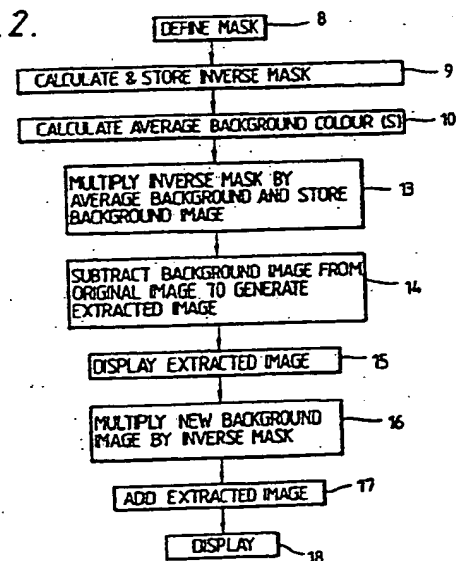 2.
DEFINE MASK 8
CALCULATE & STORE INVERSE MASK 9
CALCULATE AVERAGE BACKGROUND COLOUR (S) 10
MULTIPLY INVERSE MASK BY
AVERAGE BACKGROUND AND STORE
BACKGROUND IMAGE
13
SUBTRACT BACKGROUND IMAGE FROM
ORIGINAL IMAGE TO GENERATE
EXTRACTED IMAGE
14
DISPLAY EXTRACTED IMAGE 15
MULTIPLY NEW BACKGROUND
IMAGE BY INVERSE MASK
16
ADD EXTRACTED IMAGE 17
DISPLAY 18